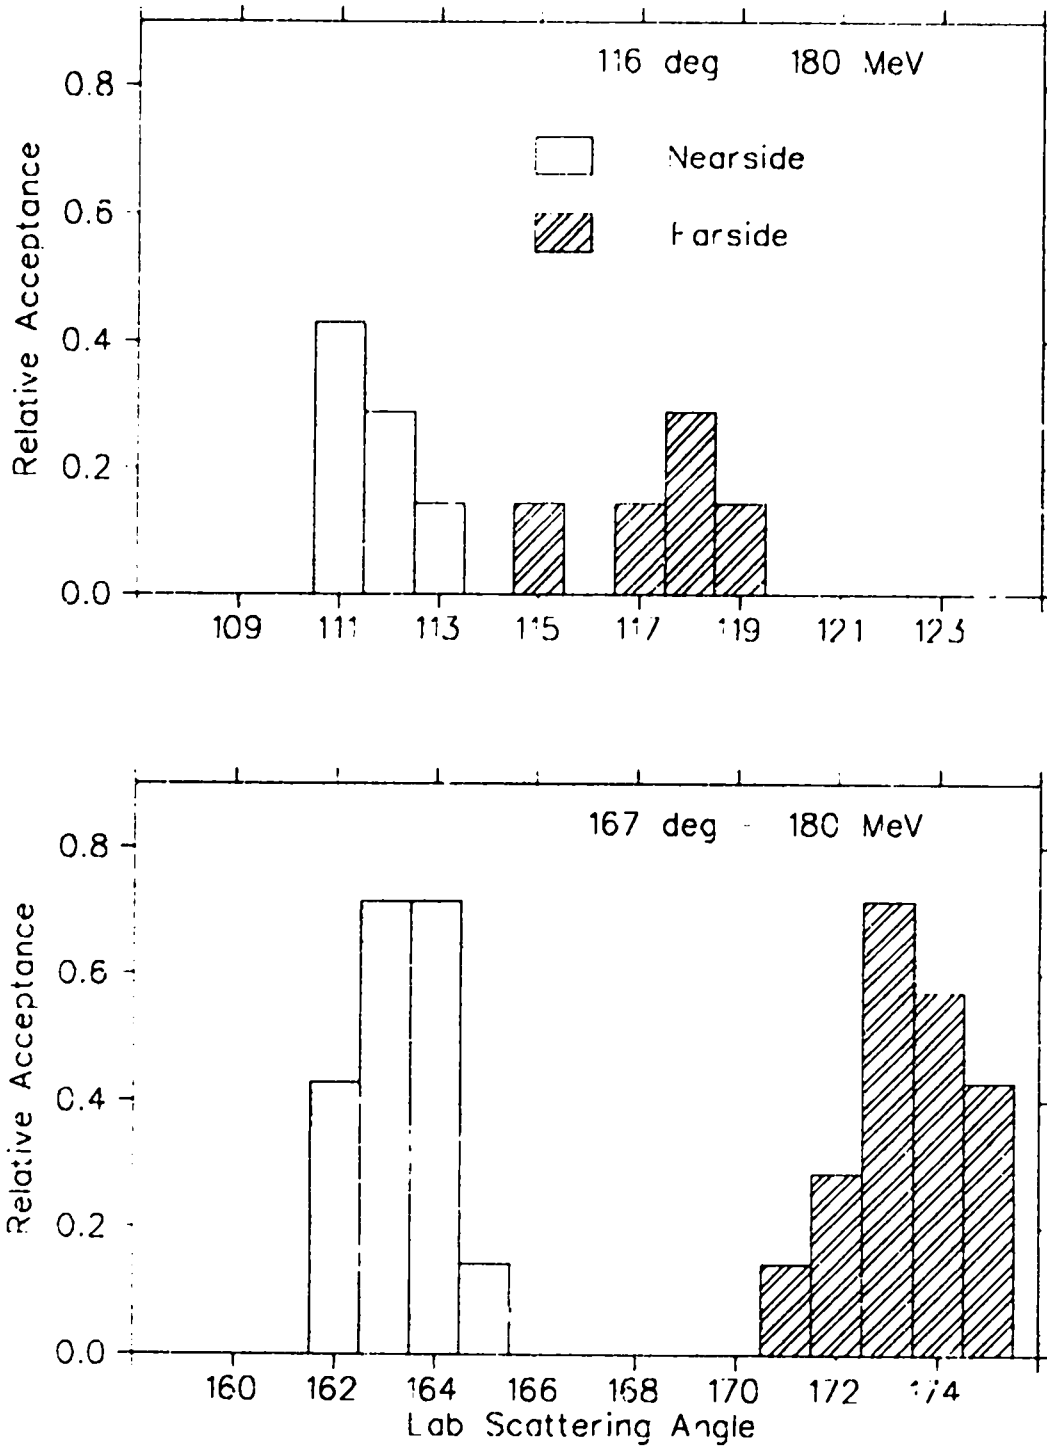 116 deg 180 MeV
Nearside
Farside
Relative Acceptance
0.8
0.6
0.4
0.2
0.0
109 111 113 115 117 119 121 123
167 deg - 180 MeV
Relative Acceptance
0.8
0.6
0.4
0.2
0.0
160 162 164 166 168 170 172 174
Lab Scattering Angle